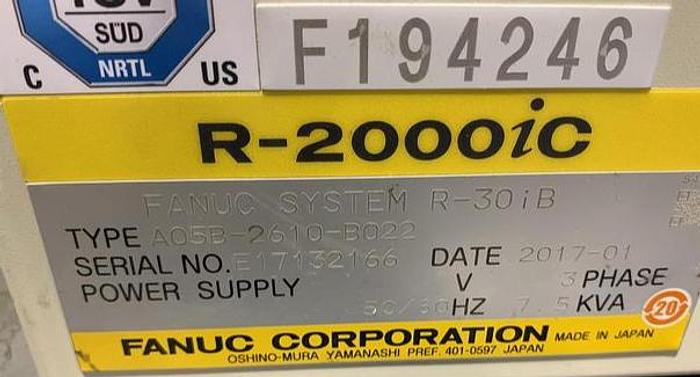 TÜV
SÜD
C NRTL US
F194246
R-2000iC
FANUC SYSTEM R-30iB
TYPE A05B-2610-B022
SERIAL NO. E17132166 DATE 2017-01
POWER SUPPLY V 3 PHASE
50/60HZ 7.5 KVA
20
FANUC CORPORATION MADE IN JAPAN
OSHINO-MURA YAMANASHI PREF. 401-0597 JAPAN